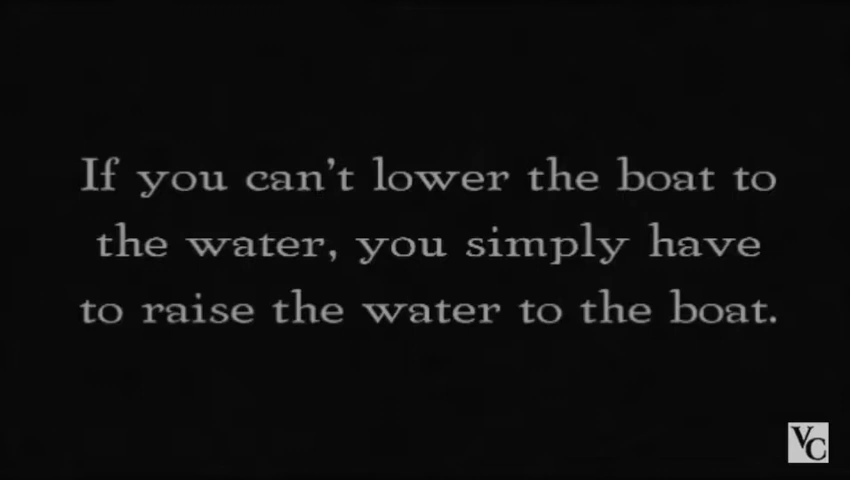 If you can't lower the boat to
the water, you simply have
to raise the water to the boat.
VC